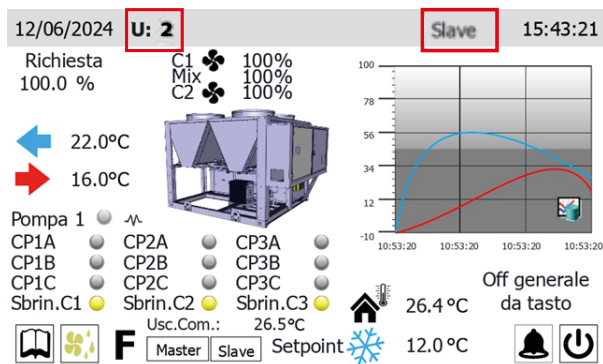 12/06/2024 U: 2 Slave 15:43:21
Richiesta
100.0 %
C1 100%
Mix 100%
C2 100%
22.0°C
16.0°C
100
78
56
34
12
-10
10:53:20 10:53:20 10:53:20 10:53:20
Pompa 1
CP1A CP2A CP3A
CP1B CP2B CP3B
CP1C CP2C CP3C
Sbrin.C1 Sbrin.C2 Sbrin.C3
Off generale
da tasto
26.4 °C
Usc.Com.: 26.5°C
F Master Slave Setpoint 12.0 °C